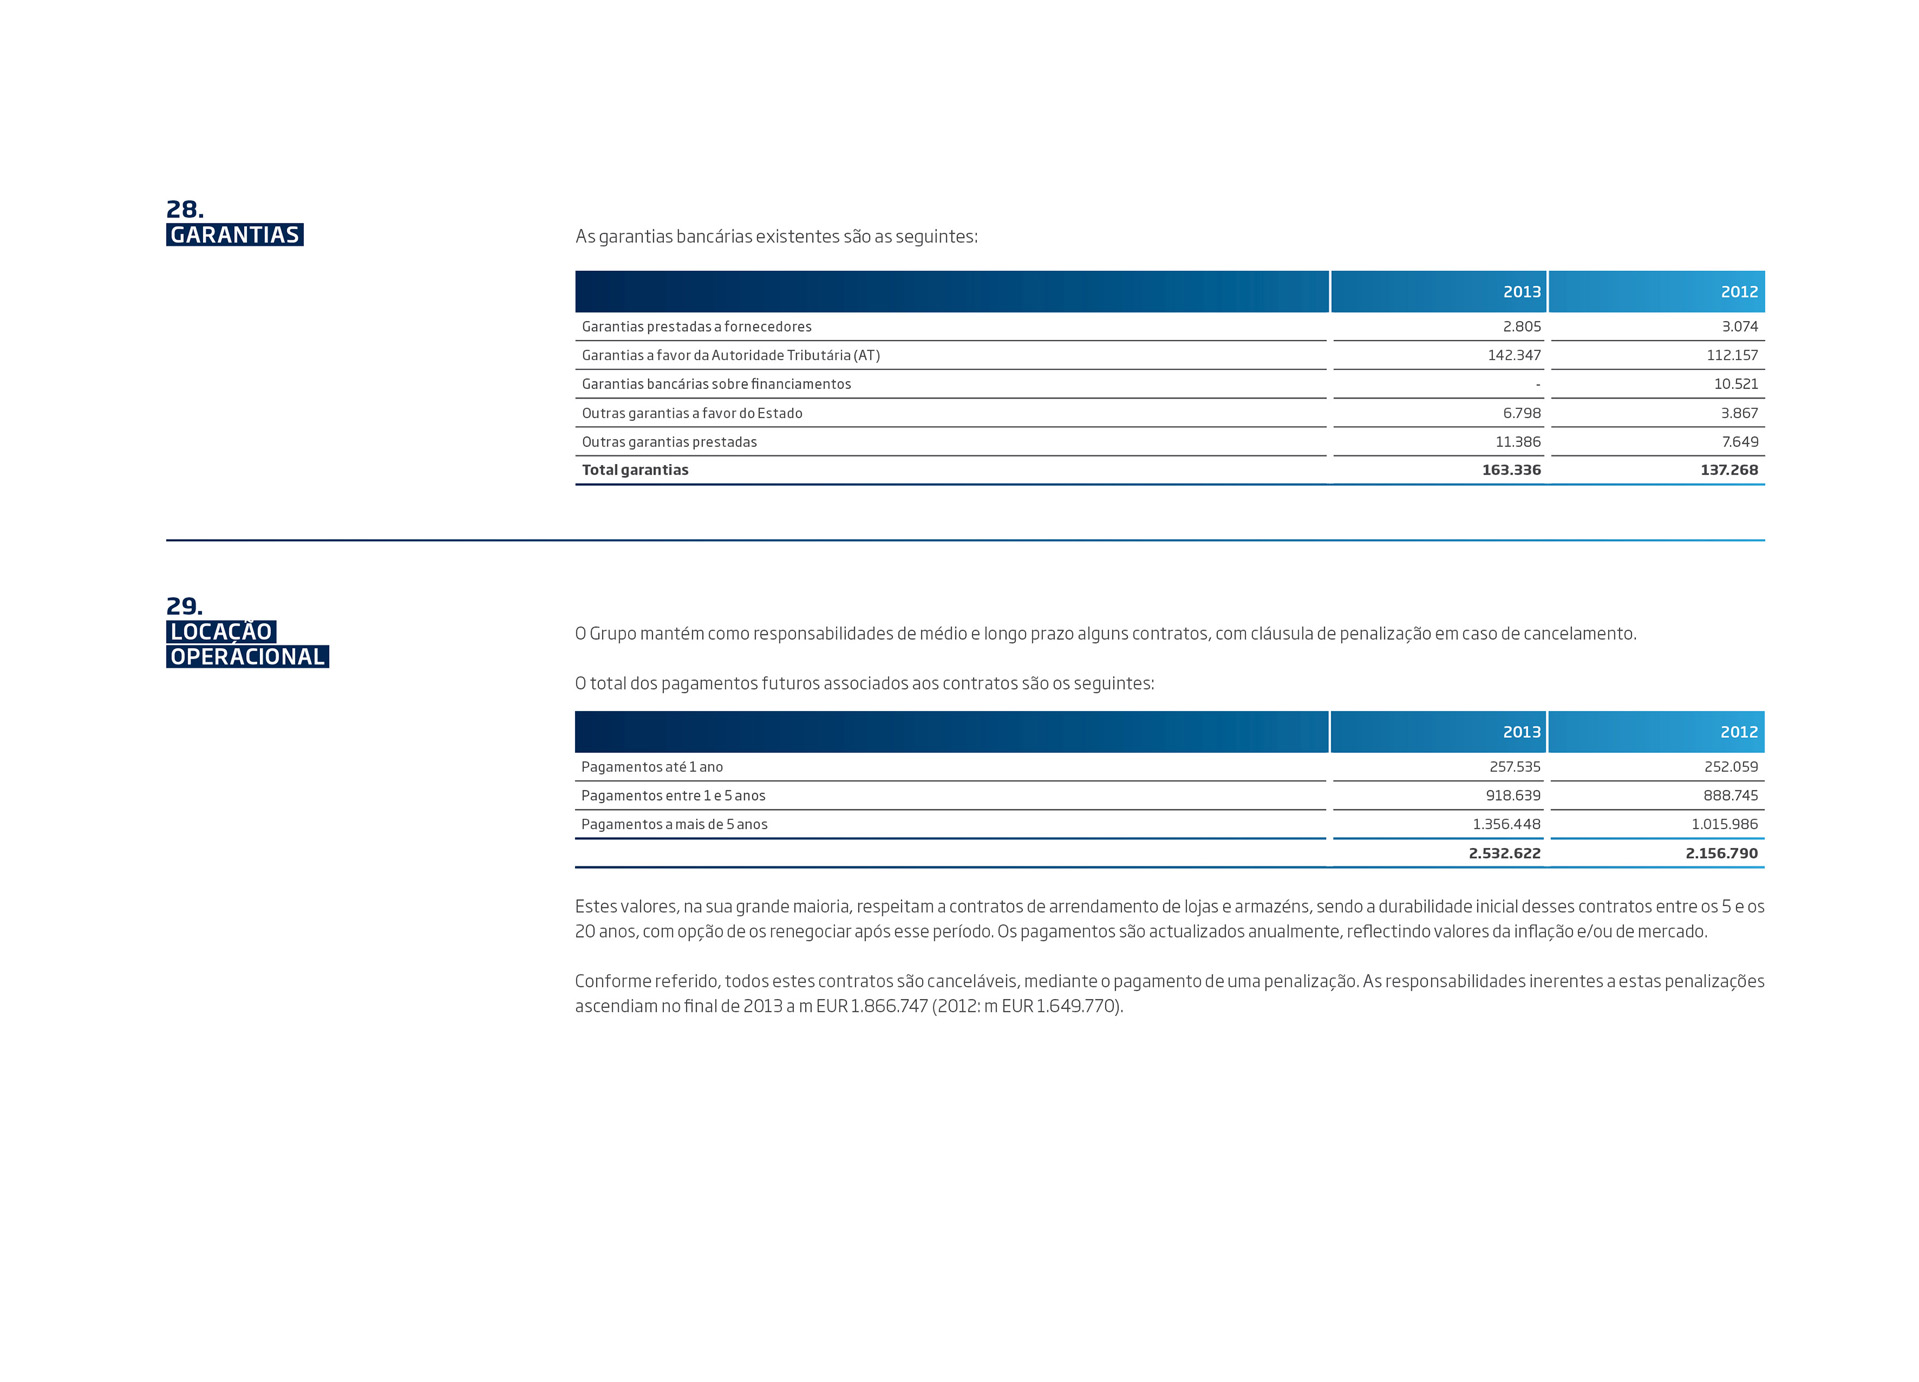 28.
GARANTIAS
As garantias bancárias existentes são as seguintes:
2013 2012
Garantias prestadas a fornecedores 2.805 3.074
Garantias a favor da Autoridade Tributária (AT) 142.347 112.157
Garantias bancárias sobre financiamentos - 10.521
Outras garantias a favor do Estado 6.798 3.867
Outras garantias prestadas 11.386 7.649
Total garantias 163.336 137.268
29.
LOCAÇÃO
OPERACIONAL
O Grupo mantém como responsabilidades de médio e longo prazo alguns contratos, com cláusula de penalização em caso de cancelamento.
O total dos pagamentos futuros associados aos contratos são os seguintes:
2013 2012
Pagamentos até 1 ano 257.535 252.059
Pagamentos entre 1 e 5 anos 918.639 888.745
Pagamentos a mais de 5 anos 1.356.448 1.015.986
2.532.622 2.156.790
Estes valores, na sua grande maioria, respeitam a contratos de arrendamento de lojas e armazéns, sendo a durabilidade inicial desses contratos entre os 5 e os
20 anos, com opção de os renegociar após esse período. Os pagamentos são actualizados anualmente, reflectindo valores da inflação e/ou de mercado.
Conforme referido, todos estes contratos são canceláveis, mediante o pagamento de uma penalização. As responsabilidades inerentes a estas penalizações
ascendiam no final de 2013 a m EUR 1.866.747 (2012: m EUR 1.649.770).